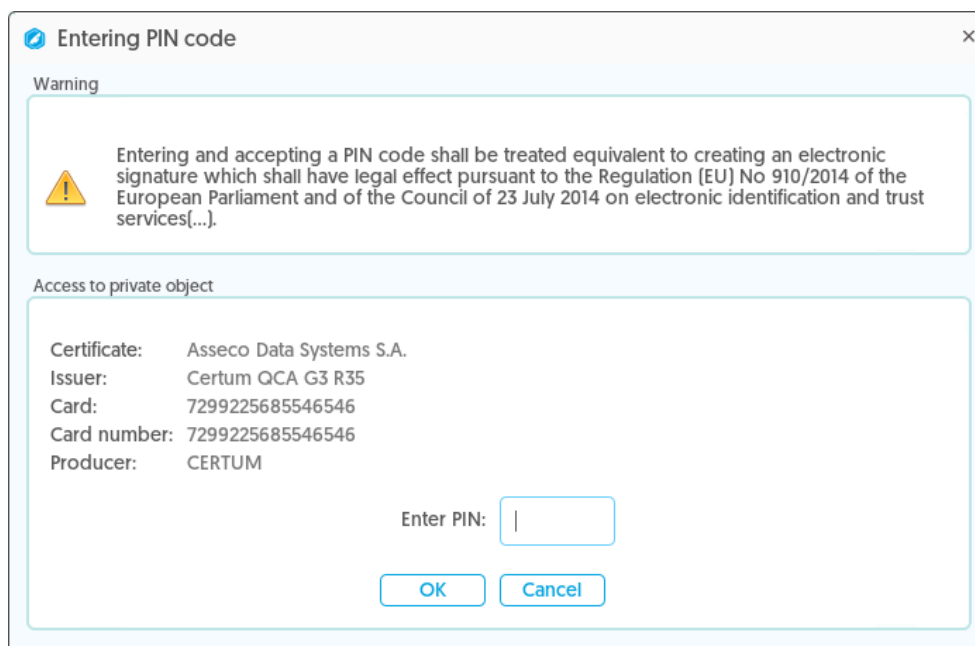 Entering PIN code
Warning
Entering and accepting a PIN code shall be treated equivalent to creating an electronic
signature which shall have legal effect pursuant to the Regulation (EU) No 910/2014 of the
European Parliament and of the Council of 23 July 2014 on electronic identification and trust
services(...).
Access to private object
Certificate: Asseco Data Systems S.A.
Issuer: Certum QCA G3 R35
Card: 7299225685546546
Card number: 7299225685546546
Producer: CERTUM
Enter PIN:
OK Cancel